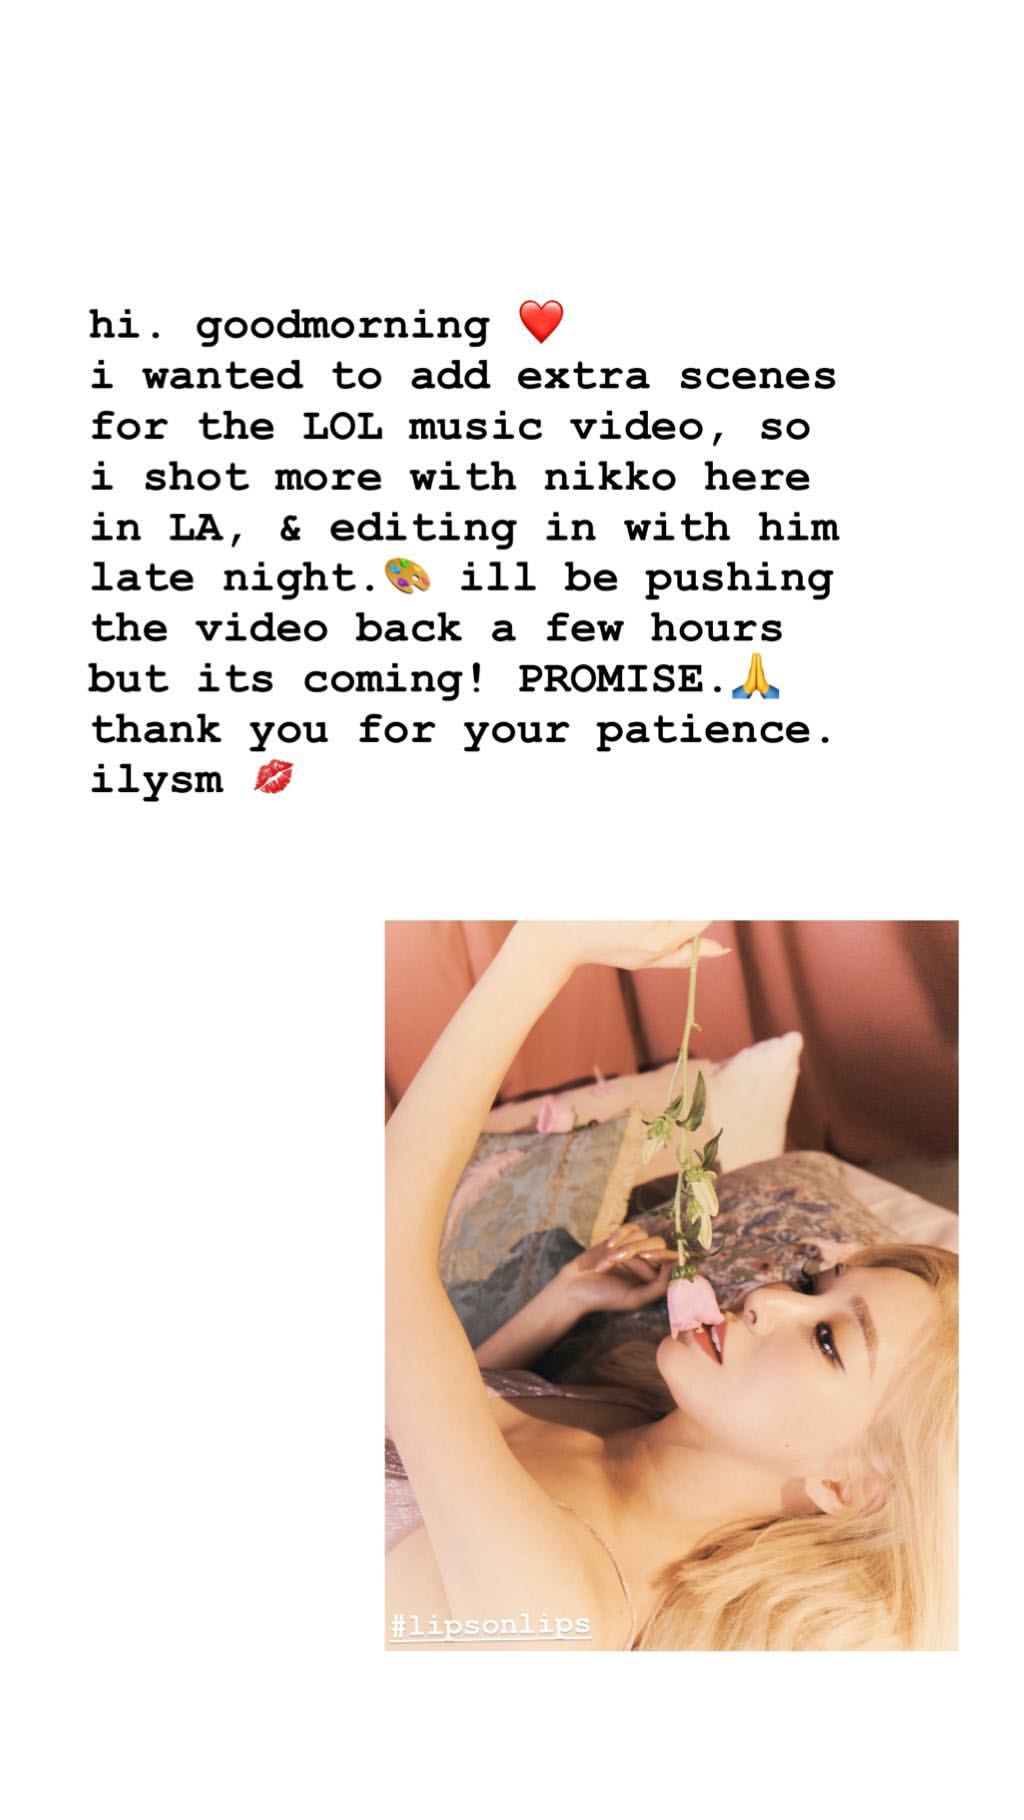 hi. goodmorning ❤️
i wanted to add extra scenes
for the LOL music video, so
i shot more with nikko here
in LA, & editing in with him
late night.🎨 ill be pushing
the video back a few hours
but its coming! PROMISE.🙏
thank you for your patience.
ilysm 💋
#lipsonlips